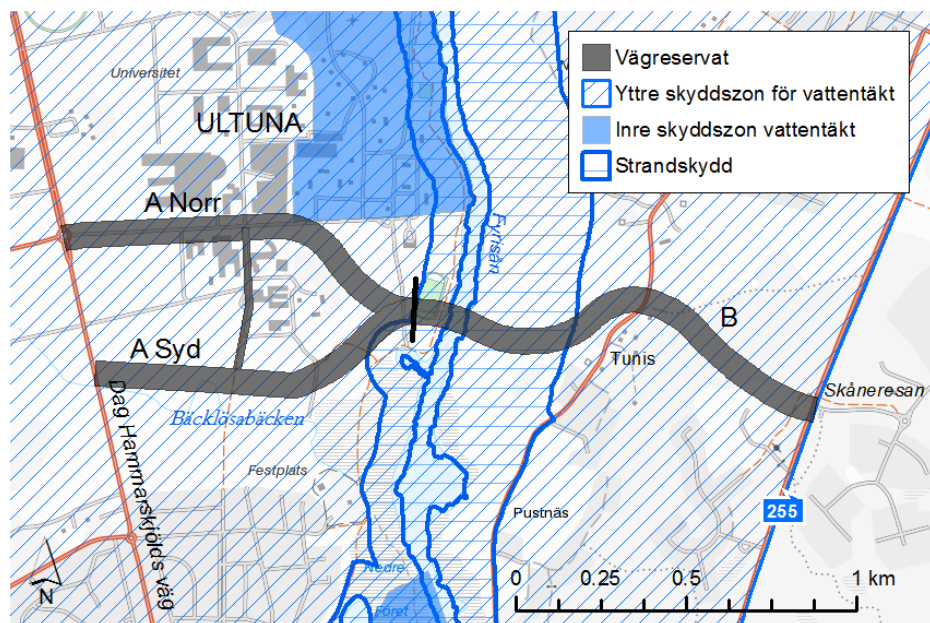 Vägreservat
Yttre skyddszon för vattentäkt
Inre skyddszon vattentäkt
Strandskydd
Universitet
ULTUNA
A Norr
Fyrisån
B
A Syd
Tunis
Skåneresan
Bäcklösabäcken
Dag Hammarskjölds väg
Festplats
Pustnäs
255
Nedre
Föret
N
0 0.25 0.5 1 km